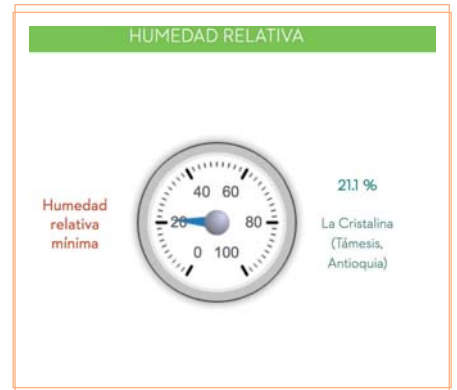 HUMEDAD RELATIVA
Humedad
relativa
mínima
40 60
20 80
0 100
21.1 %
La Cristalina
(Támesis,
Antioquia)